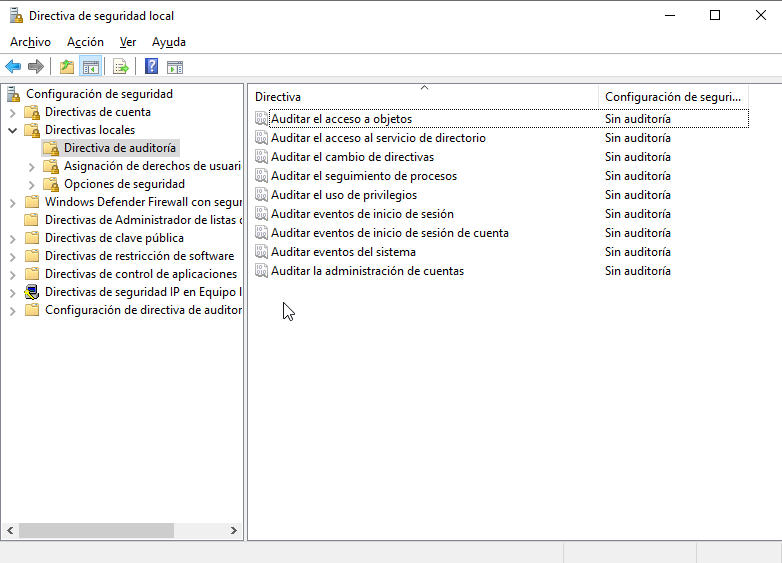 Directiva de seguridad local
Archivo Acción Ver Ayuda
Configuración de seguridad
Directivas de cuenta
Directivas locales
Directiva de auditoría
Asignación de derechos de usuari
Opciones de seguridad
Windows Defender Firewall con segur
Directivas de Administrador de listas
Directivas de clave pública
Directivas de restricción de software
Directivas de control de aplicaciones
Directivas de seguridad IP en Equipo
Configuración de directiva de auditor
Directiva Configuración de seguri...
Auditar el acceso a objetos Sin auditoría
Auditar el acceso al servicio de directorio Sin auditoría
Auditar el cambio de directivas Sin auditoría
Auditar el seguimiento de procesos Sin auditoría
Auditar el uso de privilegios Sin auditoría
Auditar eventos de inicio de sesión Sin auditoría
Auditar eventos de inicio de sesión de cuenta Sin auditoría
Auditar eventos del sistema Sin auditoría
Auditar la administración de cuentas Sin auditoría